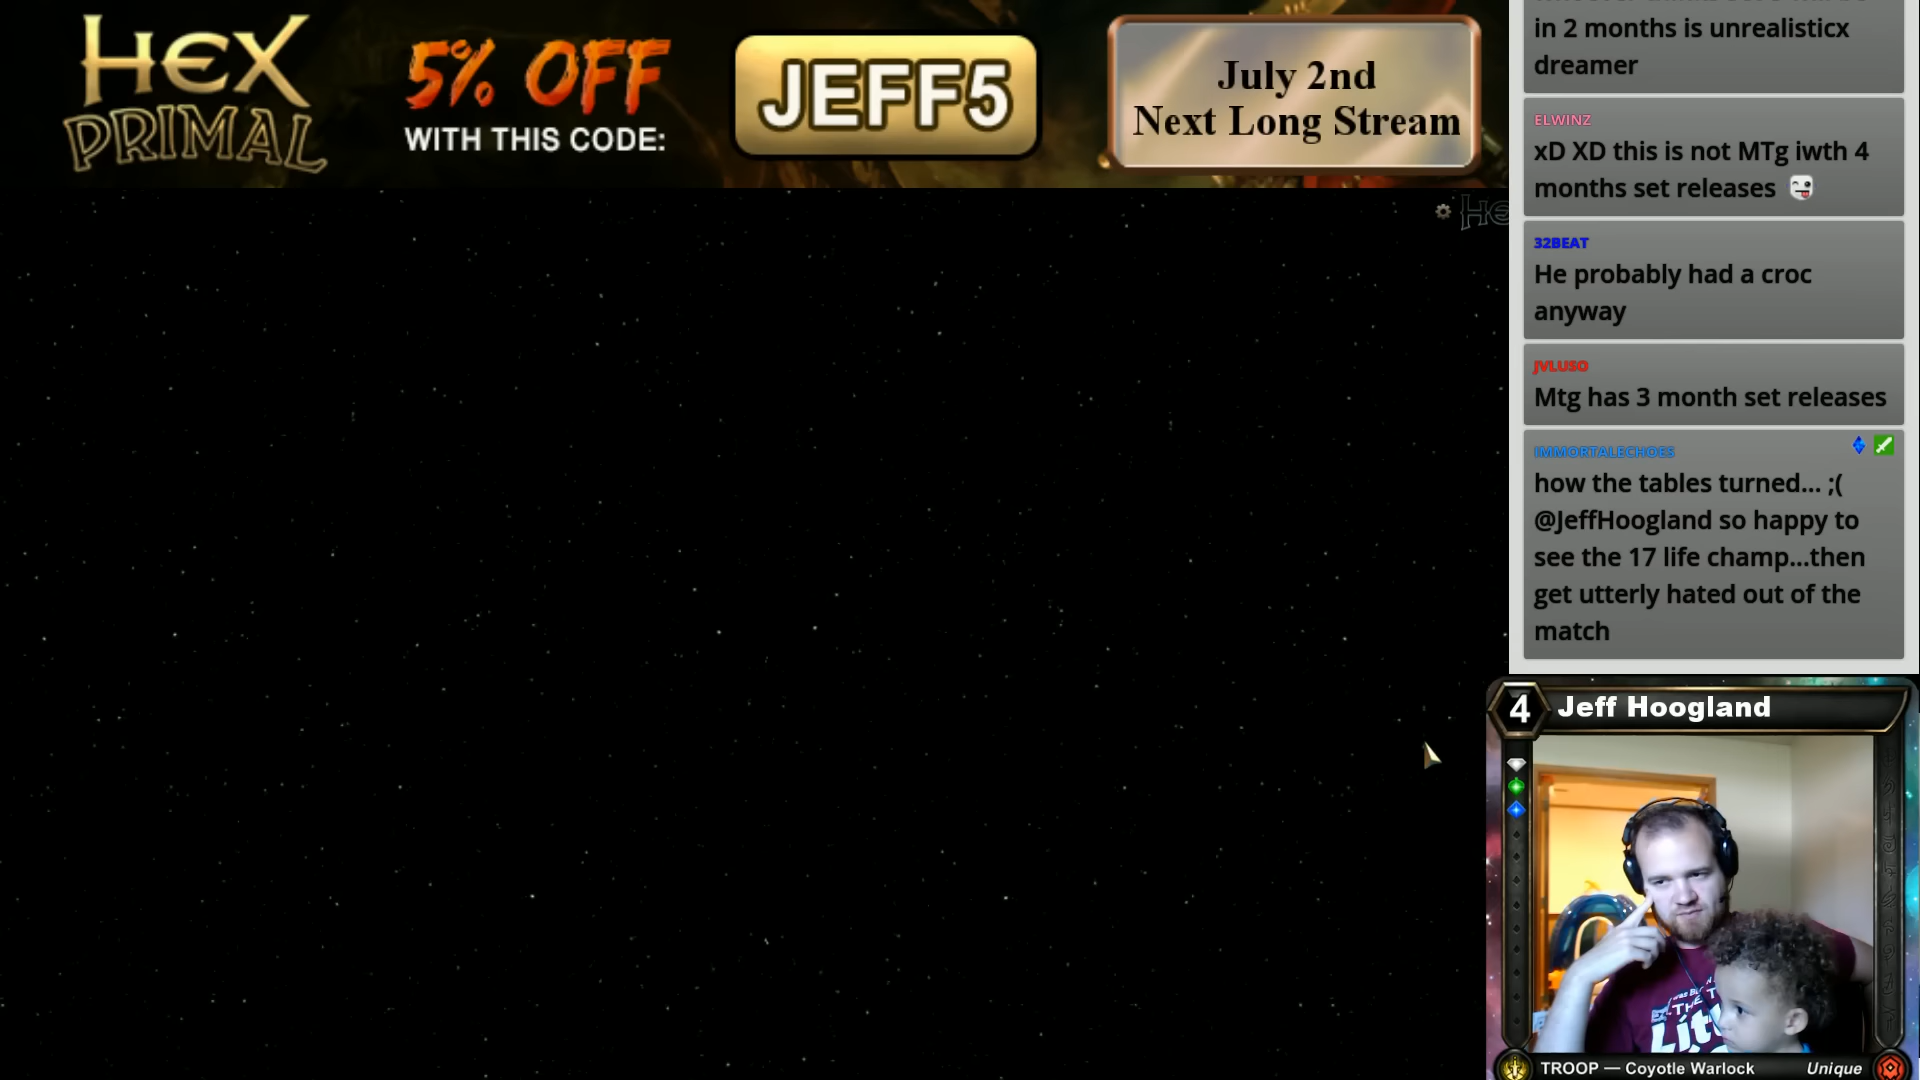 HEX
PRIMAL
5% OFF
WITH THIS CODE:
JEFF5
July 2nd
Next Long Stream
in 2 months is unrealisticx
dreamer
ELWINZ
xD XD this is not MTg iwth 4
months set releases
32BEAT
He probably had a croc
anyway
JVLUSO
Mtg has 3 month set releases
IMMORTALECHOES
how the tables turned... ;(
@JeffHoogland so happy to
see the 17 life champ...then
get utterly hated out of the
match
4
Jeff Hoogland
TROOP — Coyotle Warlock
Unique